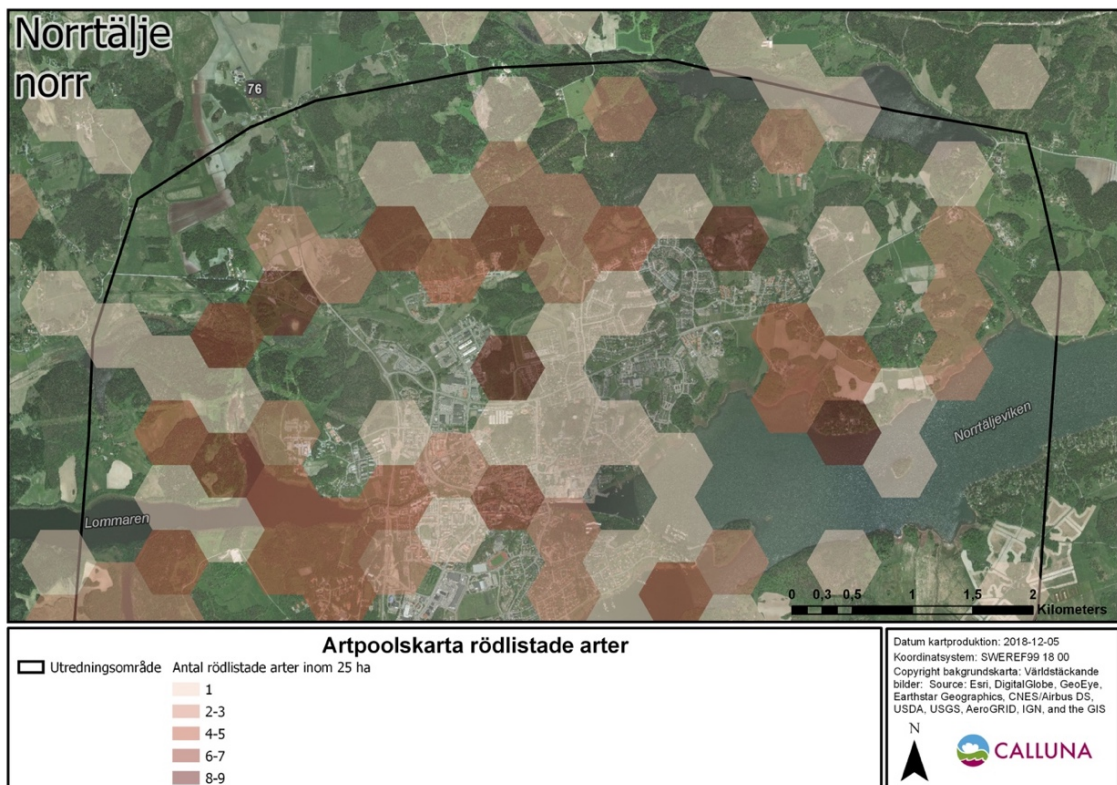 Norrtälje
norr
76
Lommaren
Norrtäljeviken
0 0,3 0,5 1 1,5 2
Kilometers
Artpoolskarta rödlistade arter
Utredningsområde Antal rödlistade arter inom 25 ha
1
2-3
4-5
6-7
8-9
Datum kartproduktion: 2018-12-05
Koordinatsystem: SWEREF99 18 00
Copyright bakgrundskarta: Världstäckande
bilder: Source: Esri, DigitalGlobe, GeoEye,
Earthstar Geographics, CNES/Airbus DS,
USDA, USGS, AeroGRID, IGN, and the GIS
N
CALLUNA